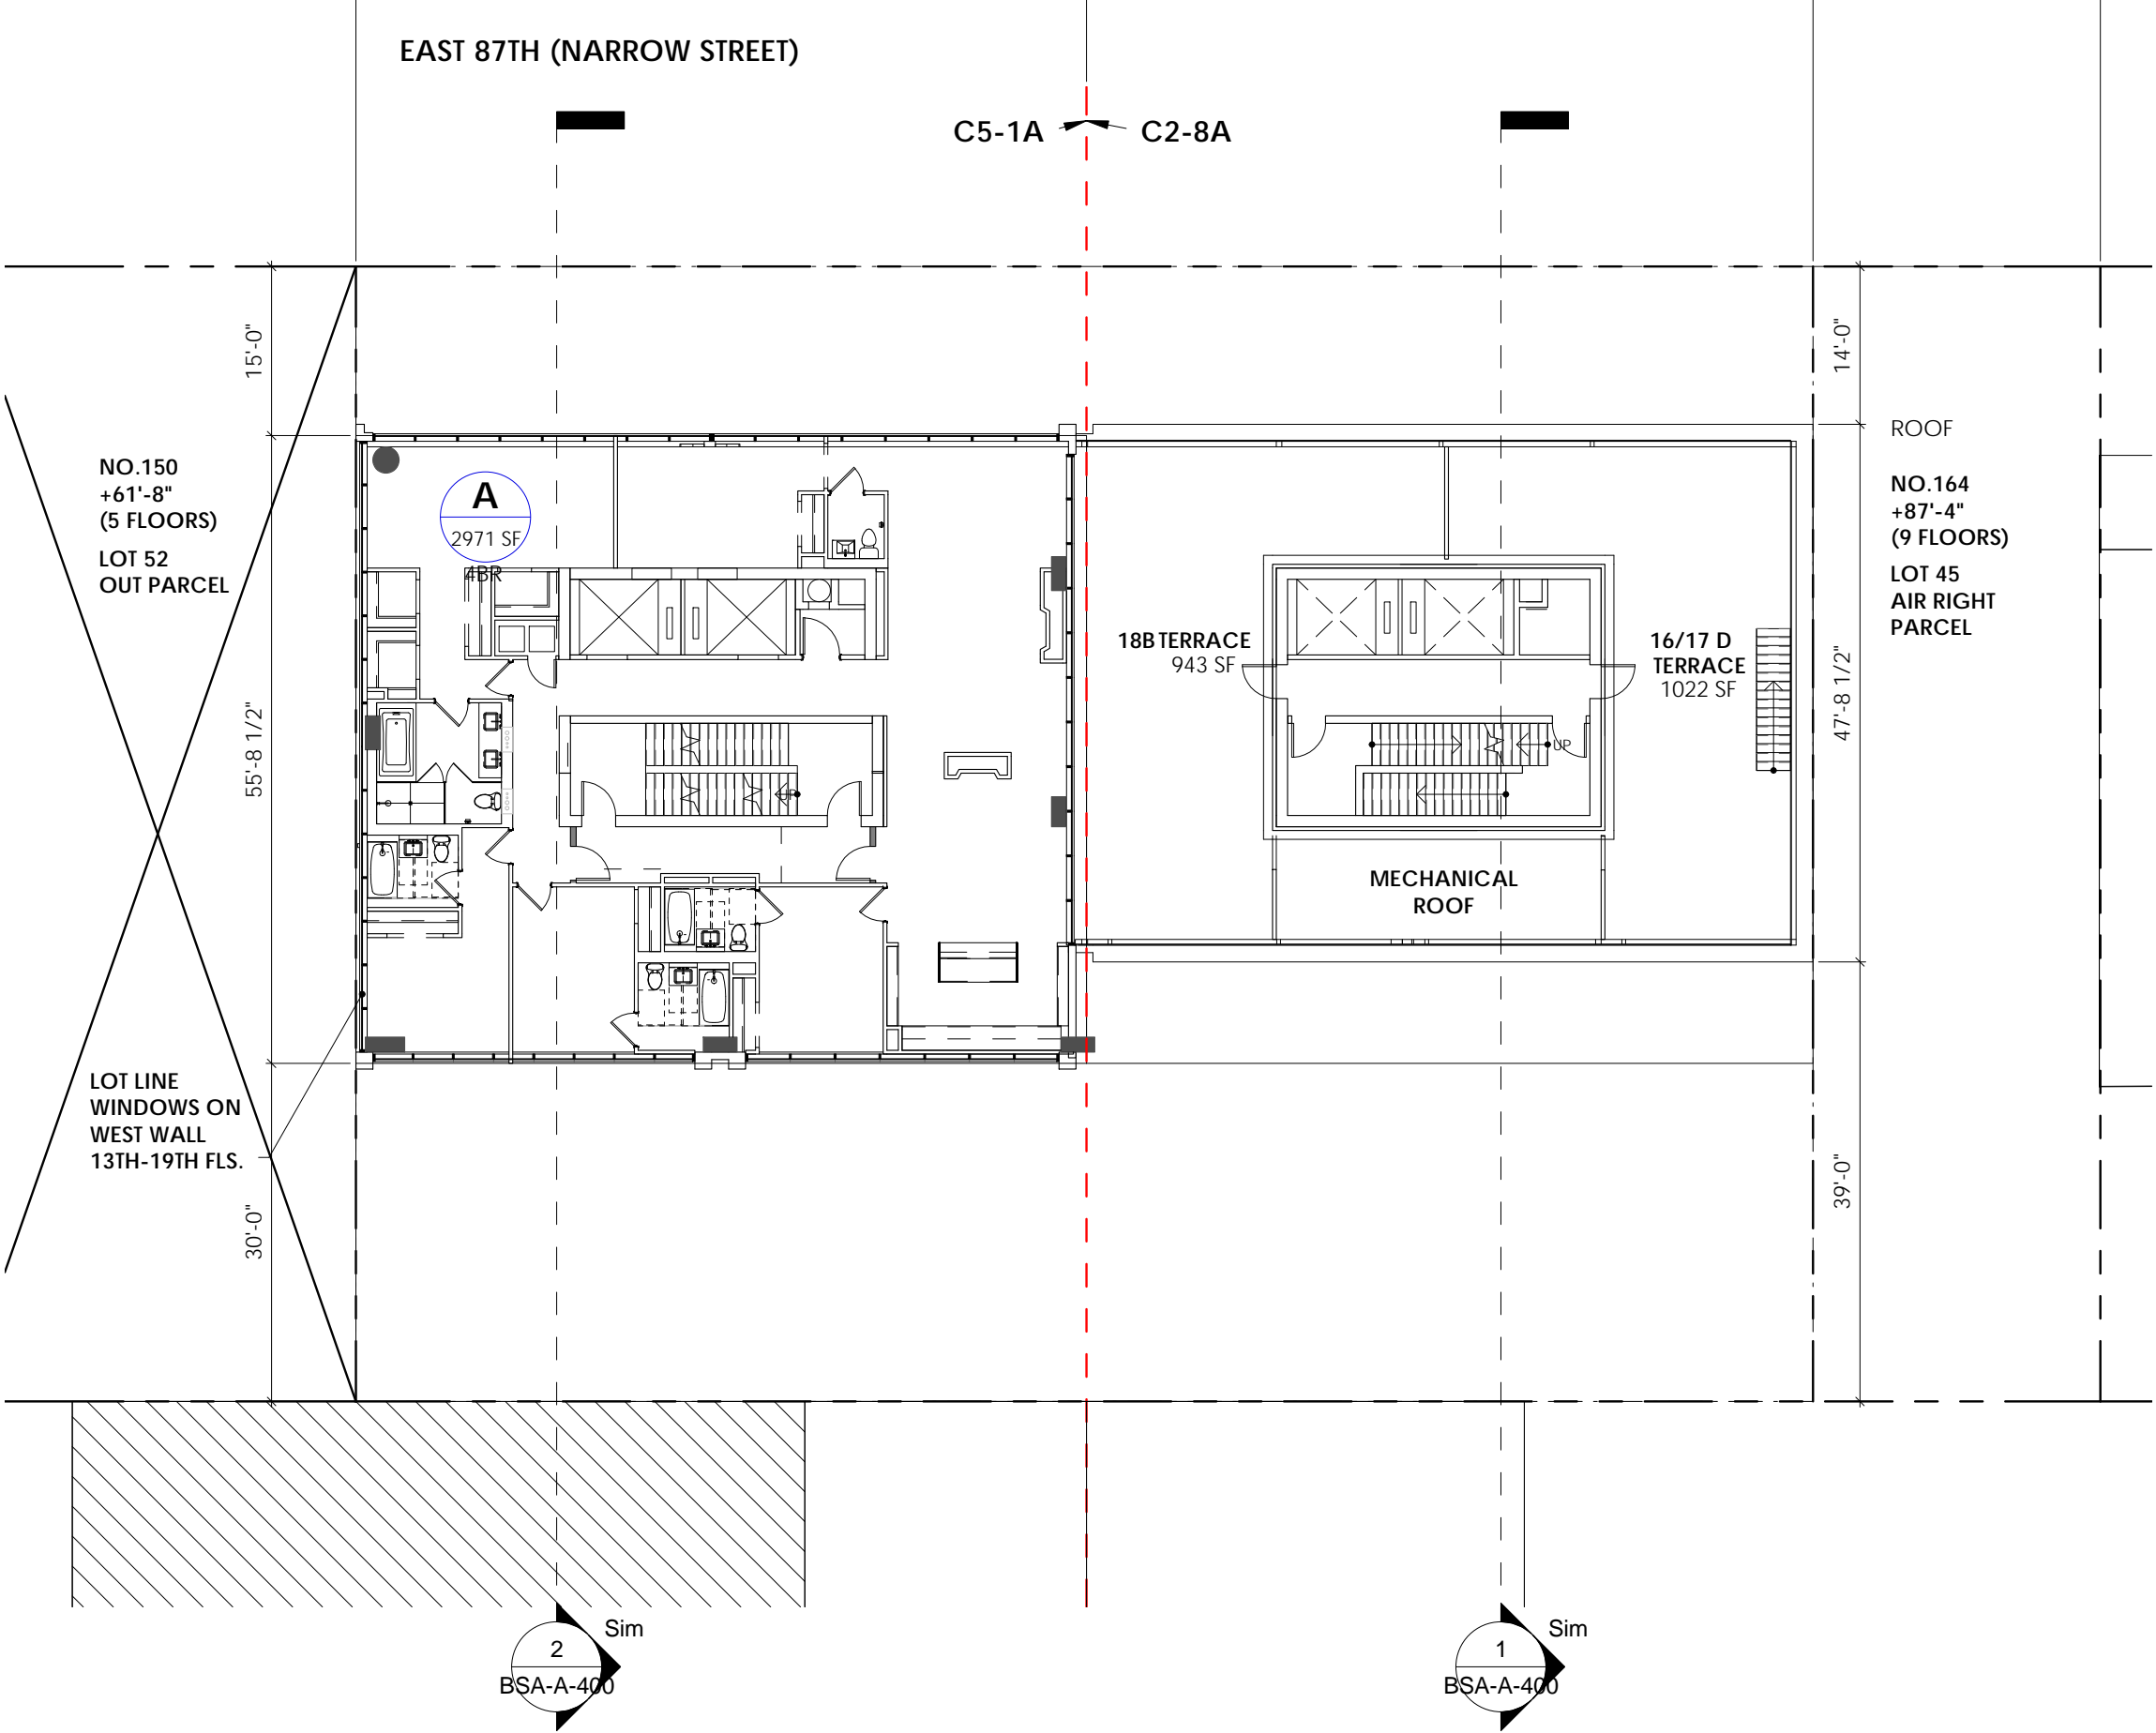 EAST 87TH (NARROW STREET)
C5-1A
C2-8A
15'-0"
14'-0"
ROOF
NO.150
+61'-8"
(5 FLOORS)
LOT 52
OUT PARCEL
A
2971 SF
4BR
NO.164
+87'-4"
(9 FLOORS)
LOT 45
AIR RIGHT
PARCEL
18B TERRACE
943 SF
16/17 D
TERRACE
1022 SF
55'-8 1/2"
47'-8 1/2"
UP
UP
MECHANICAL
ROOF
LOT LINE
WINDOWS ON
WEST WALL
13TH-19TH FLS.
30'-0"
39'-0"
2
BSA-A-400
Sim
1
BSA-A-400
Sim